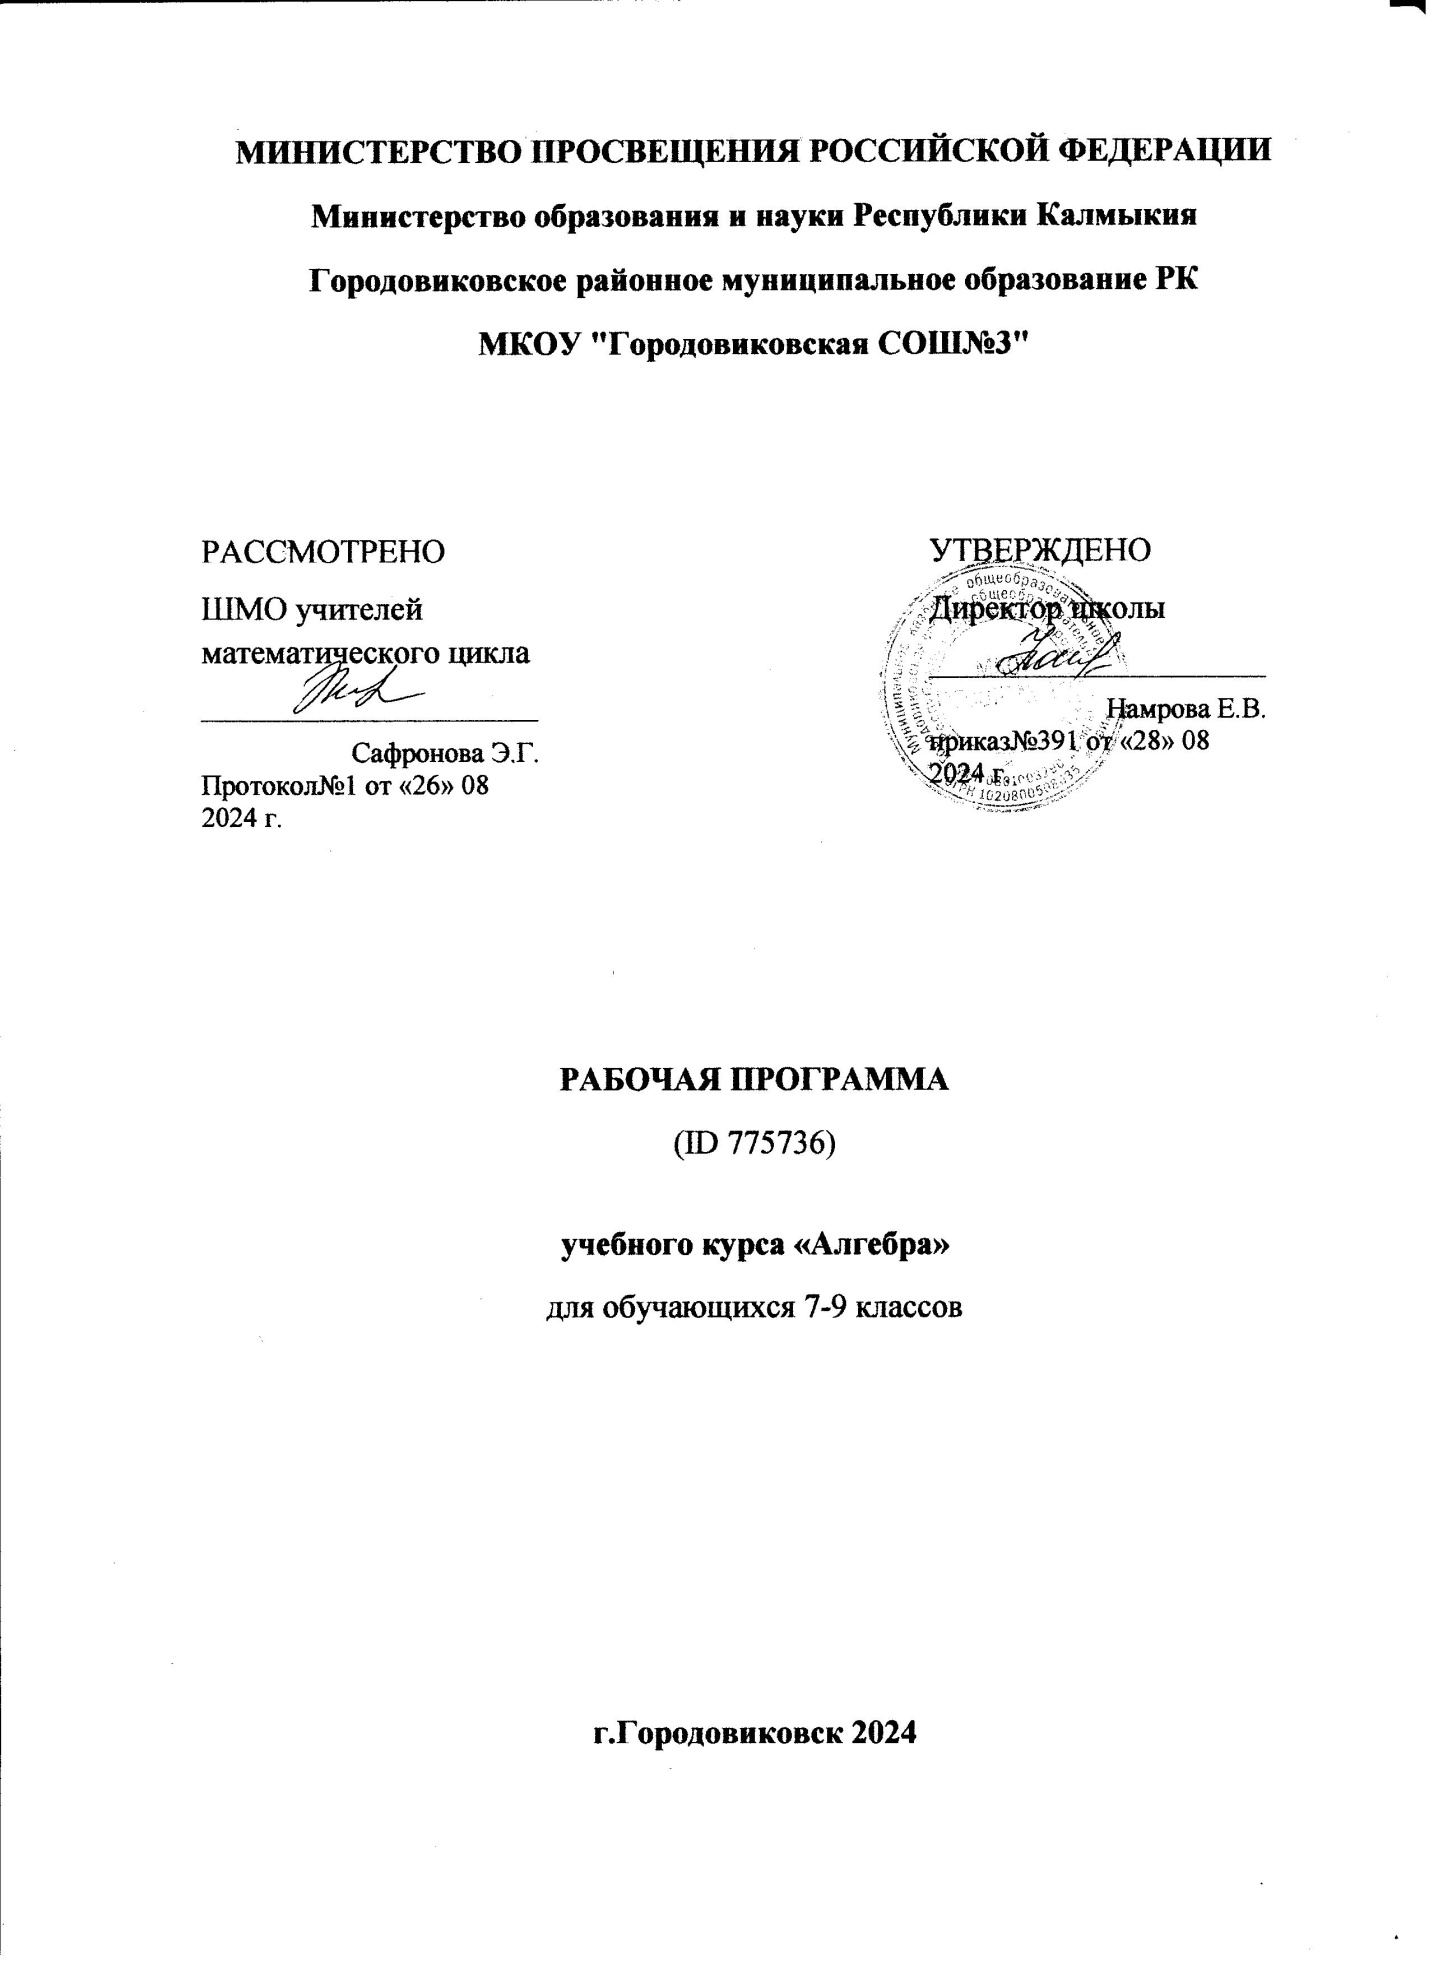 МИНИСТЕРСТВО ПРОСВЕЩЕНИЯ РОССИЙСКОЙ ФЕДЕРАЦИИ
Министерство образования и науки Республики Калмыкия
Городовиковское районное муниципальное образование РК
МКОУ "Городовиковская СОШ№3"
РАССМОТРЕНО
ШМО учителей
математического цикла
Сафронова Э.Г.
Протокол№1 от «26» 08
2024 г.
УТВЕРЖДЕНО
Директор школы
Намрова Е.В.
приказ№391 от «28» 08
2024 г.
РАБОЧАЯ ПРОГРАММА
(ID 775736)
учебного курса «Алгебра»
для обучающихся 7-9 классов
г.Городовиковск 2024